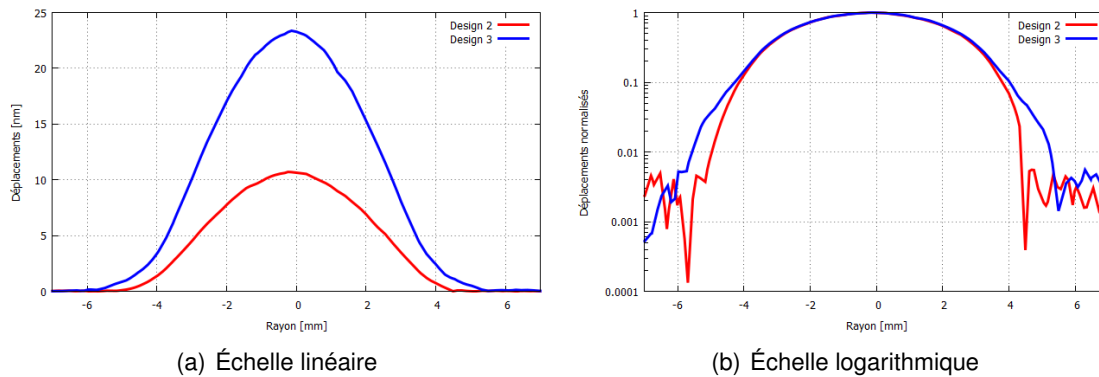 Design 2
Design 3
Déplacements [nm]
25
20
15
10
5
0
-6
-4
-2
0
2
4
6
Rayon [mm]
(a) Échelle linéaire
Design 2
Design 3
Déplacements normalisés
1
0.1
0.01
0.001
0.0001
-6
-4
-2
0
2
4
6
Rayon [mm]
(b) Échelle logarithmique